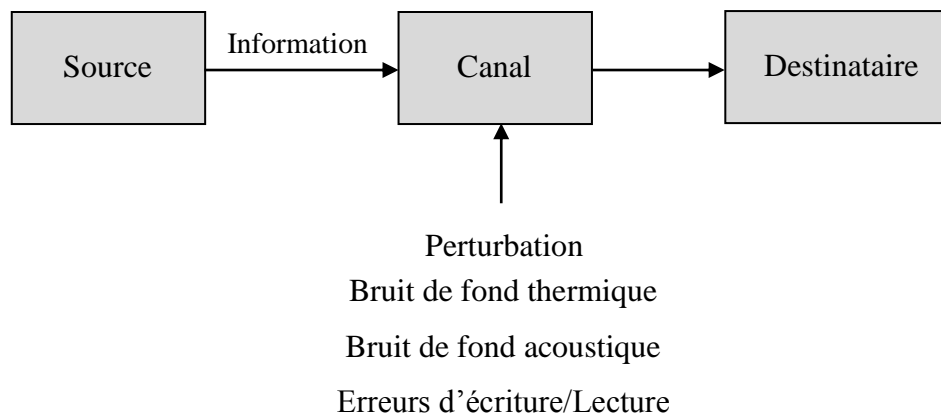 Information
Source
Canal
Destinataire
Perturbation
Bruit de fond thermique
Bruit de fond acoustique
Erreurs d’écriture/Lecture